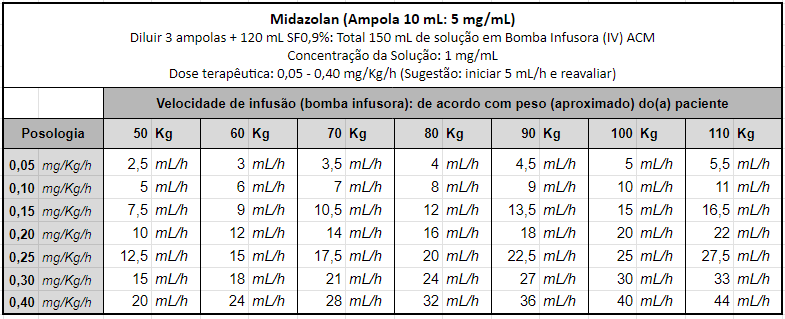 Midazolan (Ampola 10 mL: 5 mg/mL)
Diluir 3 ampolas + 120 mL SF0,9%: Total 150 mL de solução em Bomba Infusora (IV) ACM
Concentração da Solução: 1 mg/mL
Dose terapêutica: 0,05 - 0,40 mg/Kg/h (Sugestão: iniciar 5 mL/h e reavaliar)
Velocidade de infusão (bomba infusora): de acordo com peso (aproximado) do(a) paciente
Posologia 50 Kg 60 Kg 70 Kg 80 Kg 90 Kg 100 Kg 110 Kg
0,05 mg/Kg/h 2,5 mL/h 3 mL/h 3,5 mL/h 4 mL/h 4,5 mL/h 5 mL/h 5,5 mL/h
0,10 mg/Kg/h 5 mL/h 6 mL/h 7 mL/h 8 mL/h 9 mL/h 10 mL/h 11 mL/h
0,15 mg/Kg/h 7,5 mL/h 9 mL/h 10,5 mL/h 12 mL/h 13,5 mL/h 15 mL/h 16,5 mL/h
0,20 mg/Kg/h 10 mL/h 12 mL/h 14 mL/h 16 mL/h 18 mL/h 20 mL/h 22 mL/h
0,25 mg/Kg/h 12,5 mL/h 15 mL/h 17,5 mL/h 20 mL/h 22,5 mL/h 25 mL/h 27,5 mL/h
0,30 mg/Kg/h 15 mL/h 18 mL/h 21 mL/h 24 mL/h 27 mL/h 30 mL/h 33 mL/h
0,40 mg/Kg/h 20 mL/h 24 mL/h 28 mL/h 32 mL/h 36 mL/h 40 mL/h 44 mL/h